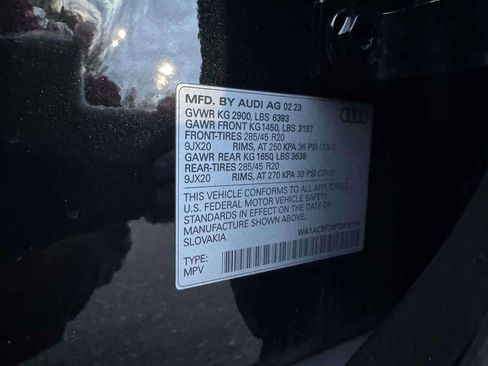 MFD. BY AUDI AG 02.23
GVWR KG 2900, LBS 6393
GAWR FRONT KG1450, LBS 3197
FRONT-TIRES 285/45 R20
9JX20 RIMS, AT 250 KPA 36 PSI COLD
GAWR REAR KG 1650, LBS 3638
REAR-TIRES 285/45 R20
9JX20 RIMS, AT 270 KPA 39 PSI COLD
THIS VEHICLE CONFORMS TO ALL APPLICABLE
U.S. FEDERAL MOTOR VEHICLE SAFETY
STANDARDS IN EFFECT ON THE DATE OF
MANUFACTURE SHOWN ABOVE.
SLOVAKIA
TYPE:
MPV